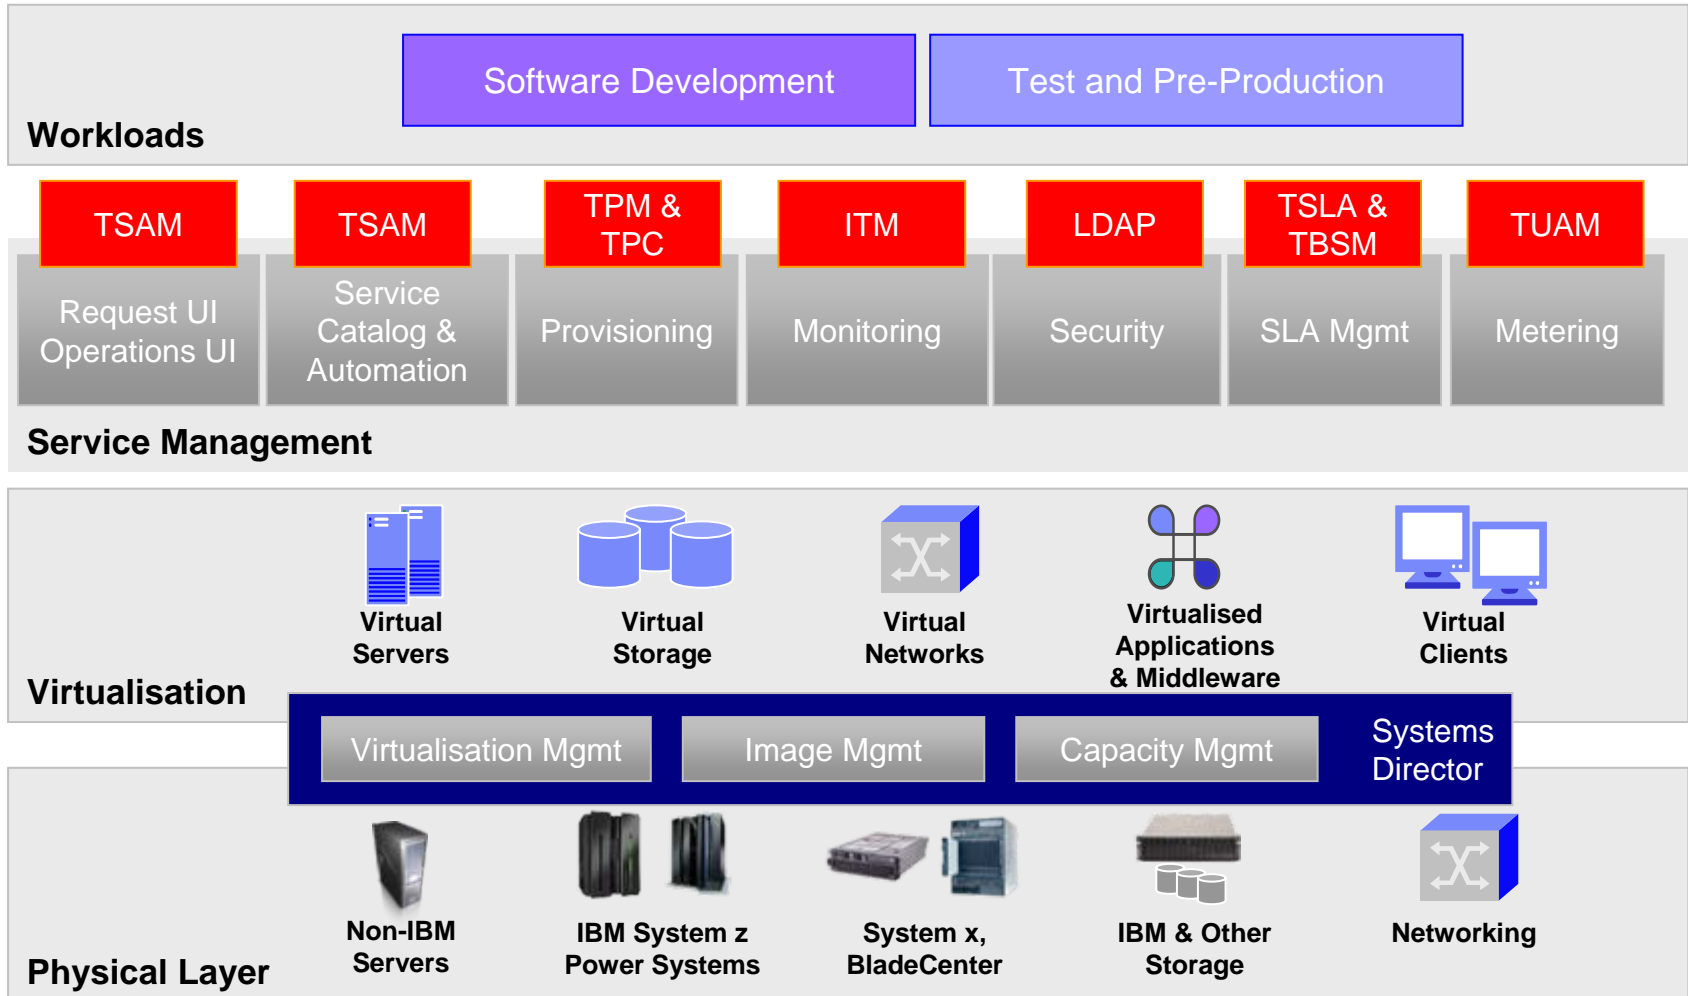 Software Development
Test and Pre-Production
Workloads
TSAM
TSAM
TPM &
TPC
ITM
LDAP
TSLA &
TBSM
TUAM
Request UI
Operations UI
Service
Catalog &
Automation
Provisioning
Monitoring
Security
SLA Mgmt
Metering
Service Management
Virtual
Servers
Virtual
Storage
Virtual
Networks
Virtualised
Applications
& Middleware
Virtual
Clients
Virtualisation
Virtualisation Mgmt
Image Mgmt
Capacity Mgmt
Systems
Director
Non-IBM
Servers
IBM System z
Power Systems
System x,
BladeCenter
IBM & Other
Storage
Networking
Physical Layer